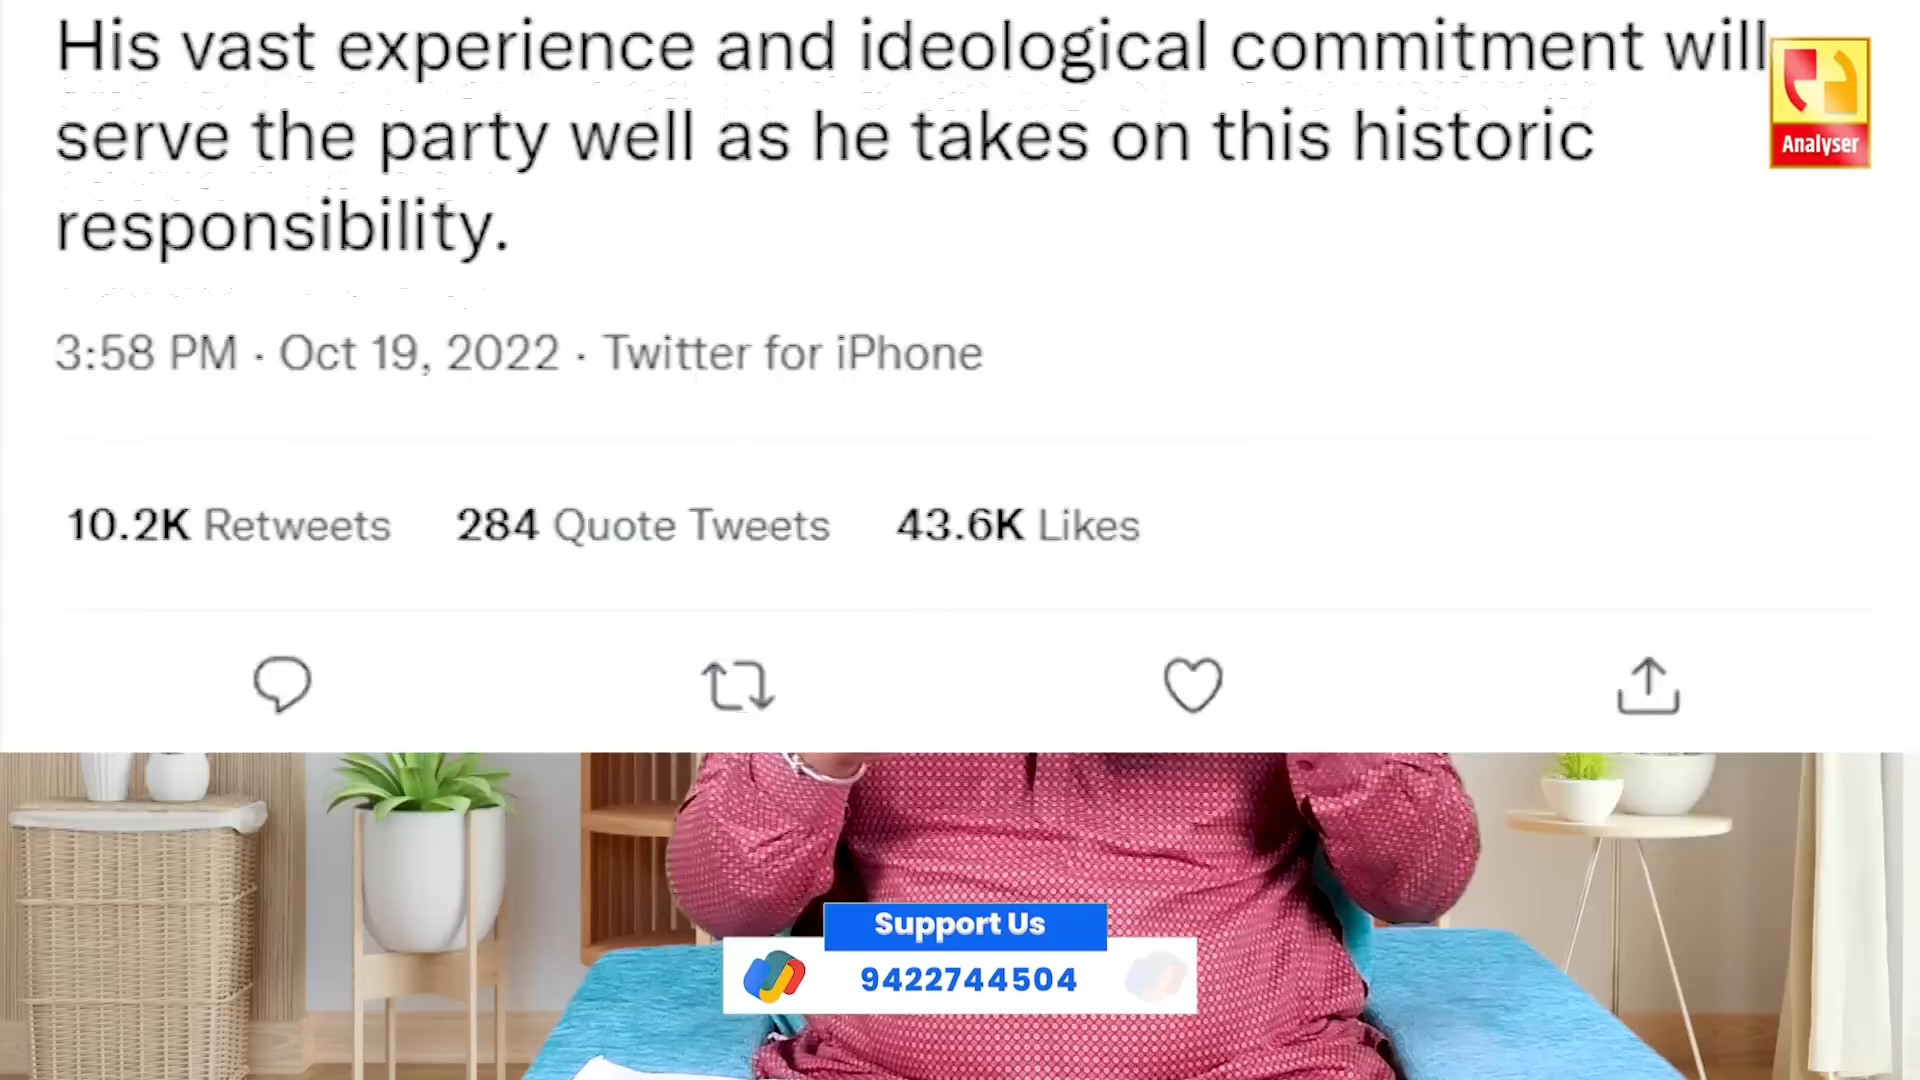 His vast experience and ideological commitment will
serve the party well as he takes on this historic
responsibility.
Analyser
3:58 PM · Oct 19, 2022 · Twitter for iPhone
10.2K Retweets 284 Quote Tweets 43.6K Likes
Support Us
9422744504